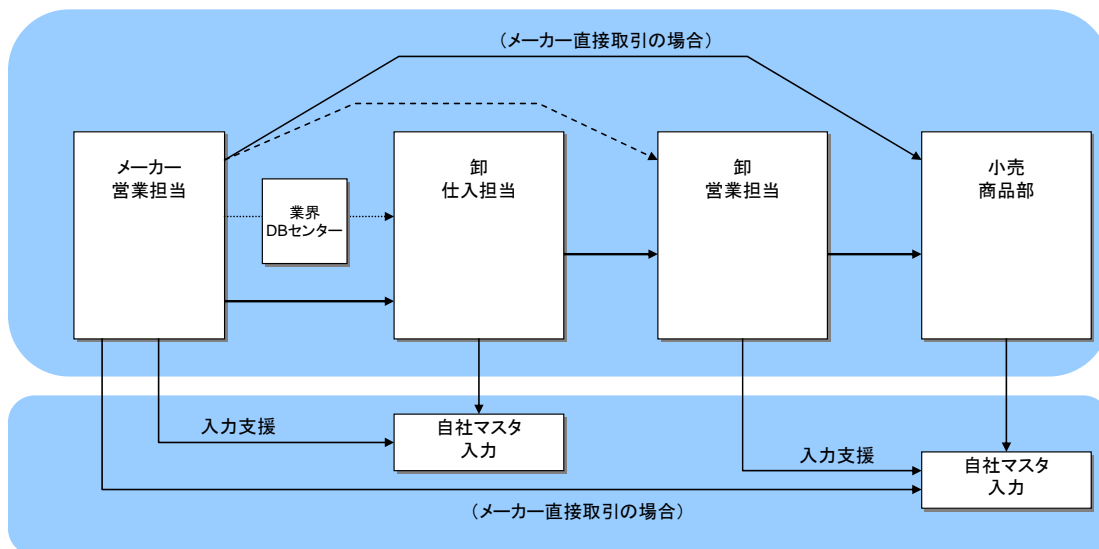 （メーカー直接取引の場合）
メーカー
営業担当
業界
DBセンター
卸
仕入担当
卸
営業担当
小売
商品部
入力支援
自社マスタ
入力
入力支援
自社マスタ
入力
（メーカー直接取引の場合）